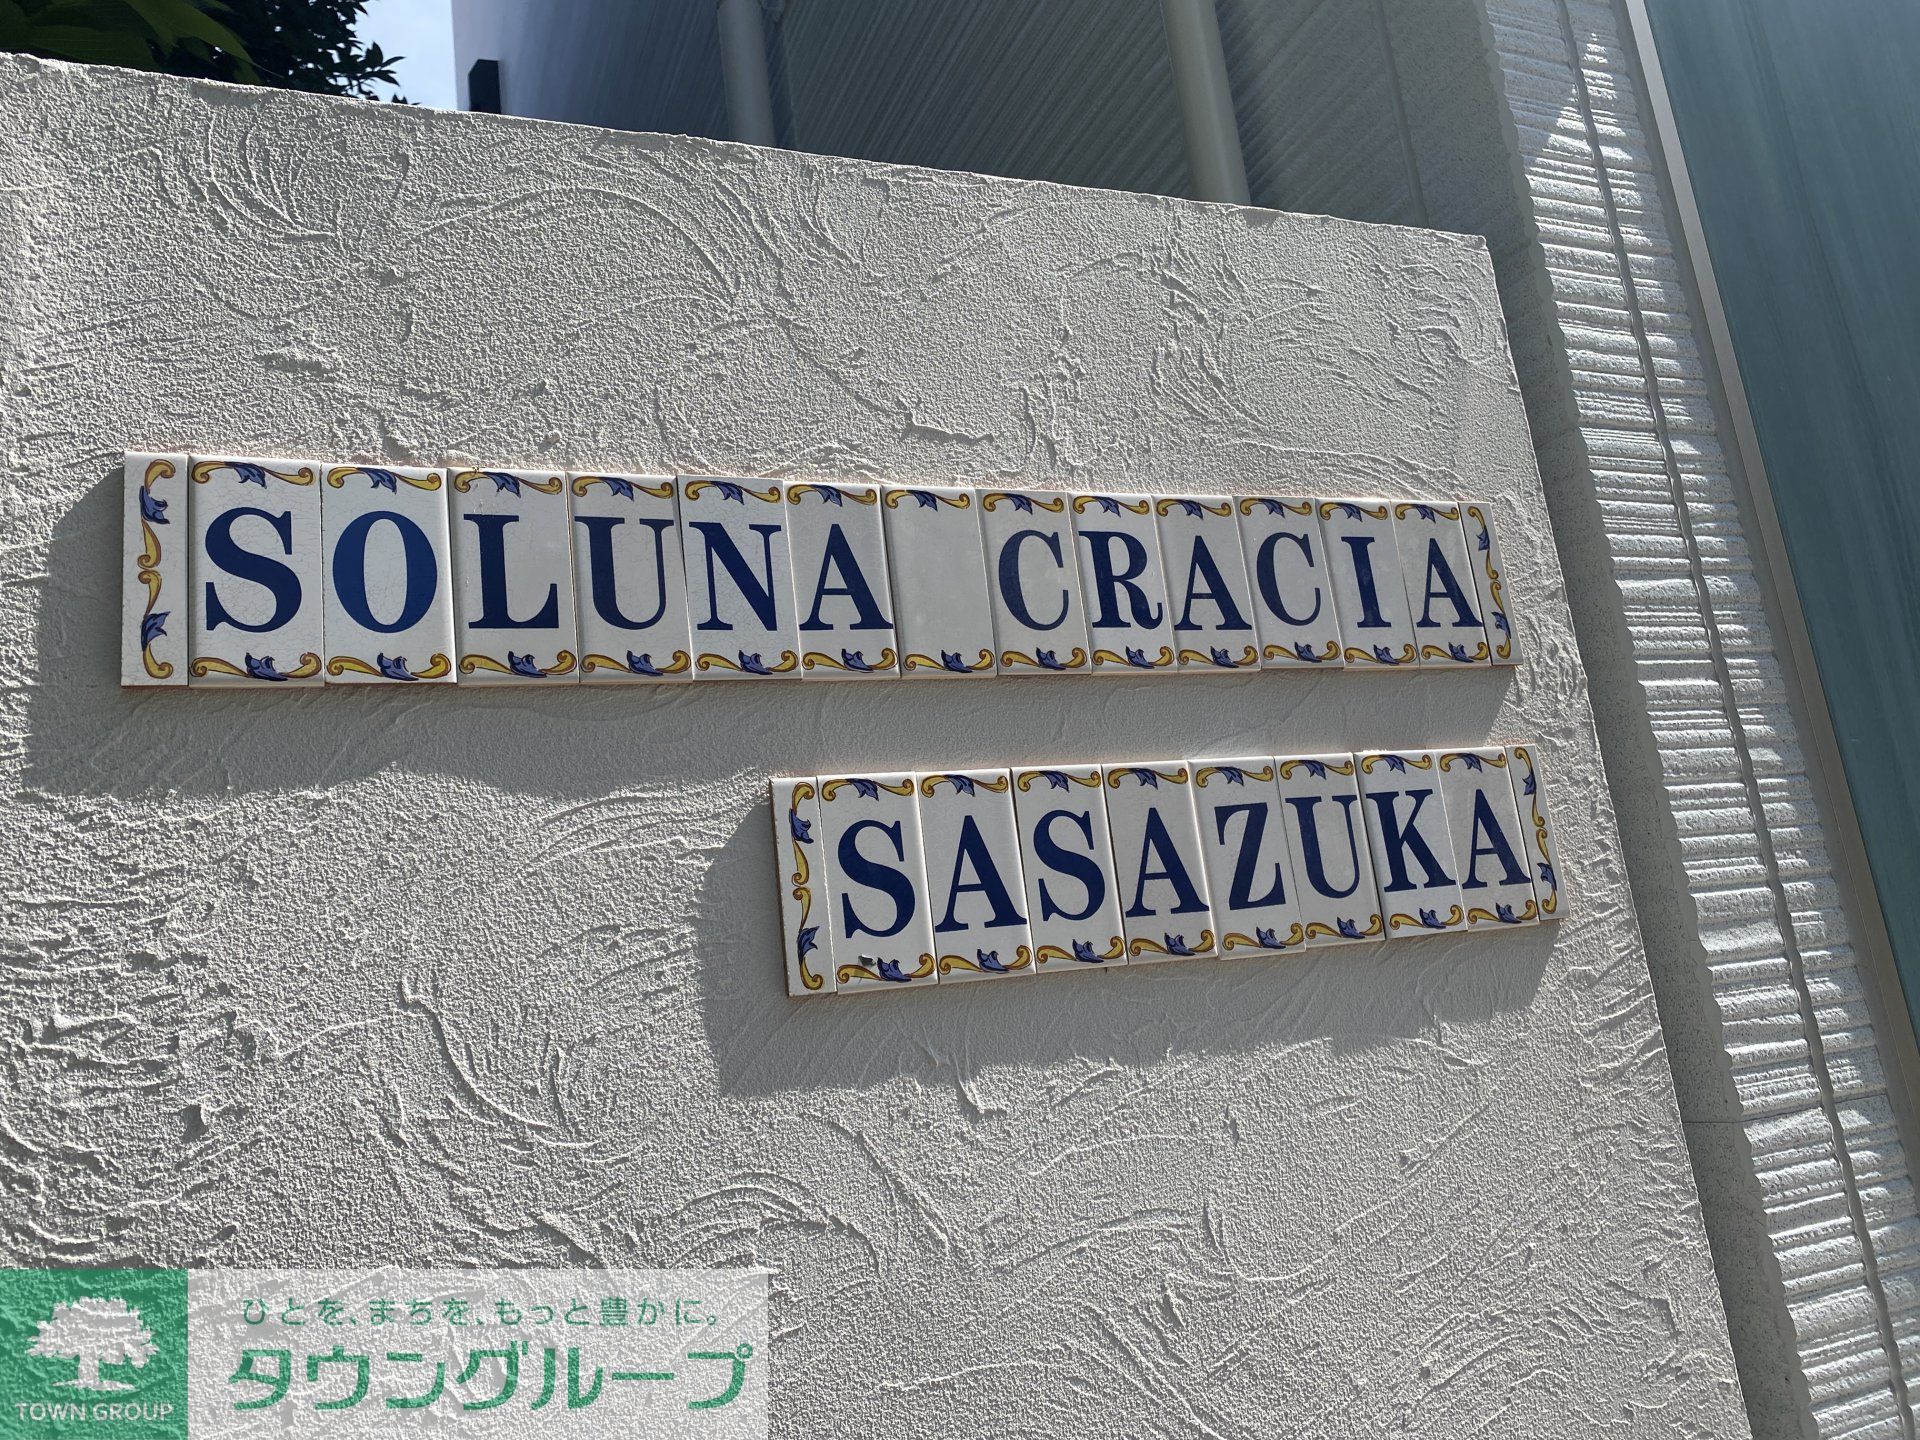 SOLUNA CRACIA
SASAZUKA
ひとを、まちを、もっと豊かに。
タウングループ
TOWN GROUP